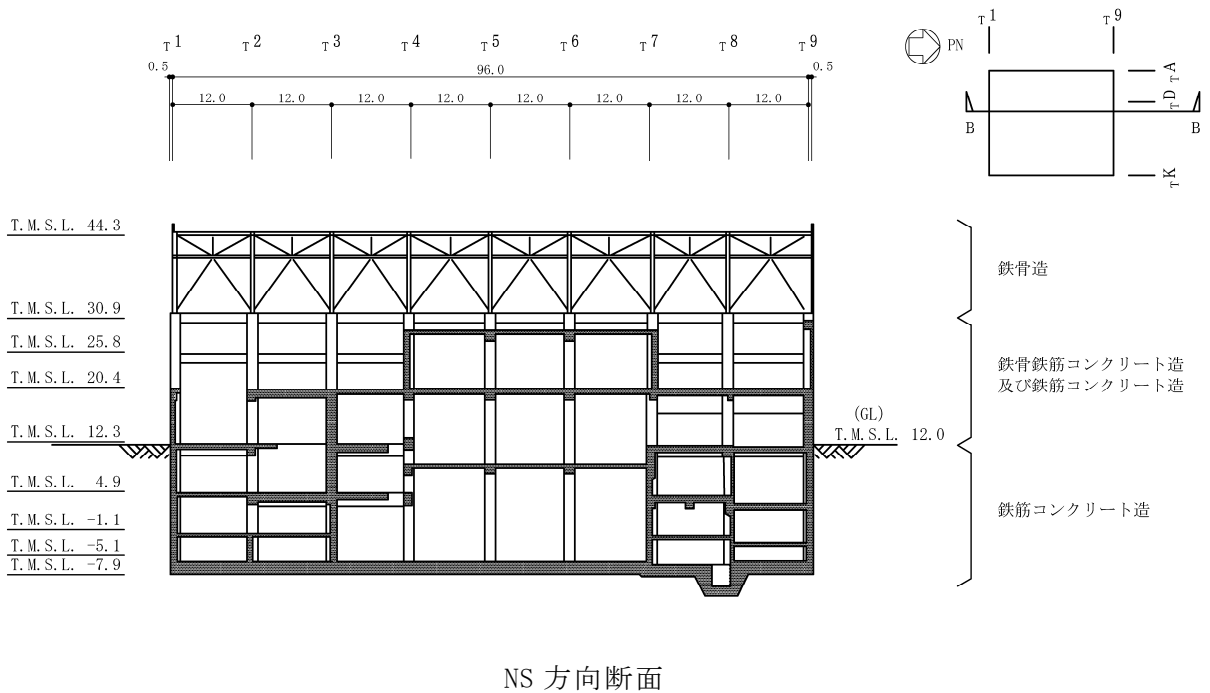 T1 T2 T3 T4 T5 T6 T7 T8 T9
0.5 96.0 0.5
12.0 12.0 12.0 12.0 12.0 12.0 12.0 12.0
PN
T1 T9
TA
TD
B B
TK
T.M.S.L. 44.3
T.M.S.L. 30.9
T.M.S.L. 25.8
T.M.S.L. 20.4
T.M.S.L. 12.3
T.M.S.L. 4.9
T.M.S.L. -1.1
T.M.S.L. -5.1
T.M.S.L. -7.9
(GL)
T.M.S.L. 12.0
鉄骨造
鉄骨鉄筋コンクリート造
及び鉄筋コンクリート造
鉄筋コンクリート造
NS 方向断面